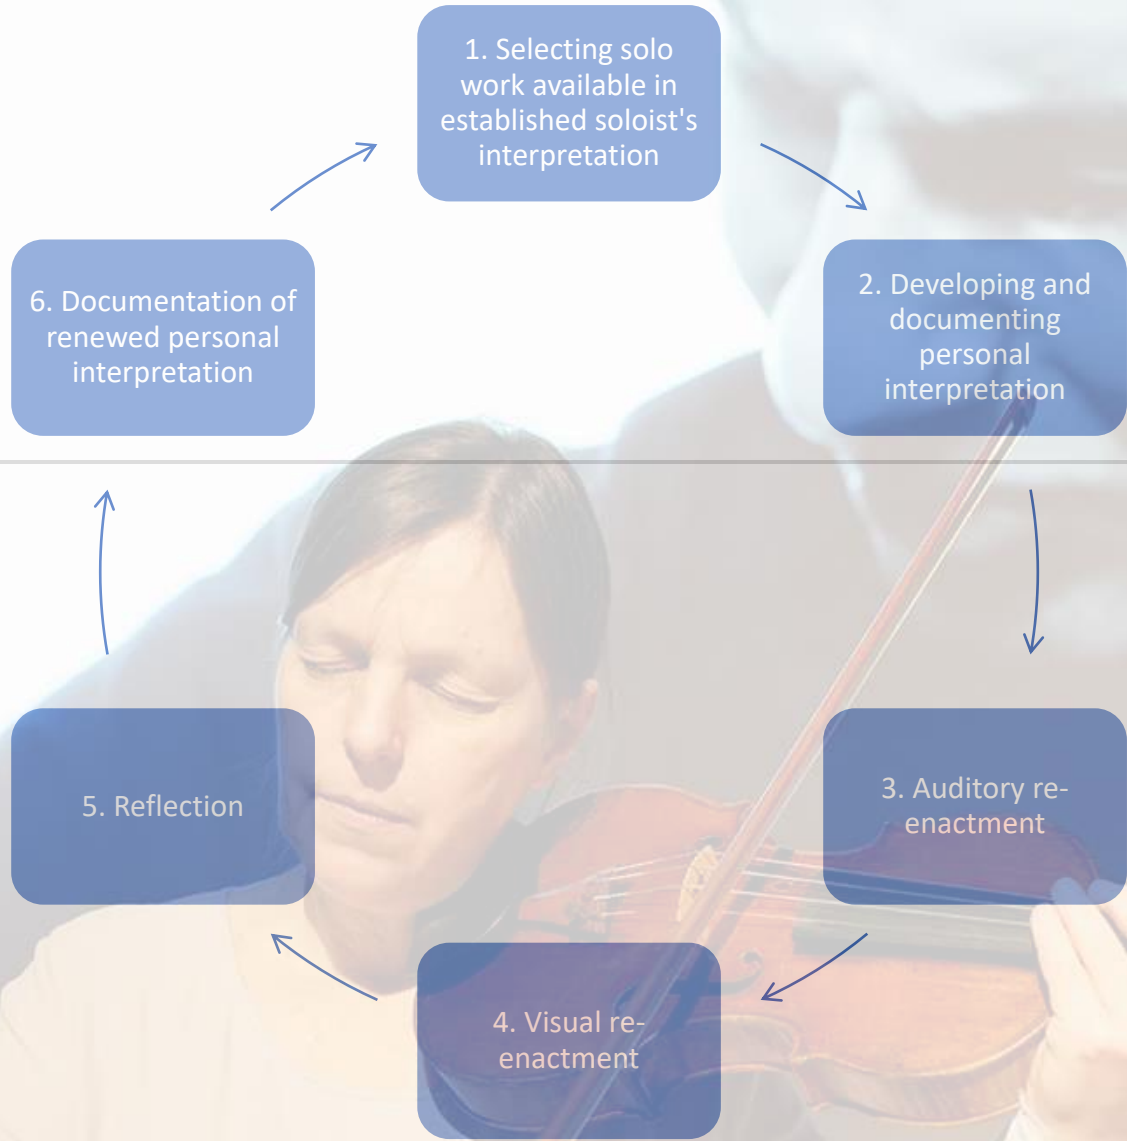 1. Selecting solo
work available in
established soloist's
interpretation
2. Developing and
documenting
personal
interpretation
3. Auditory re-
enactment
4. Visual re-
enactment
5. Reflection
6. Documentation of
renewed personal
interpretation